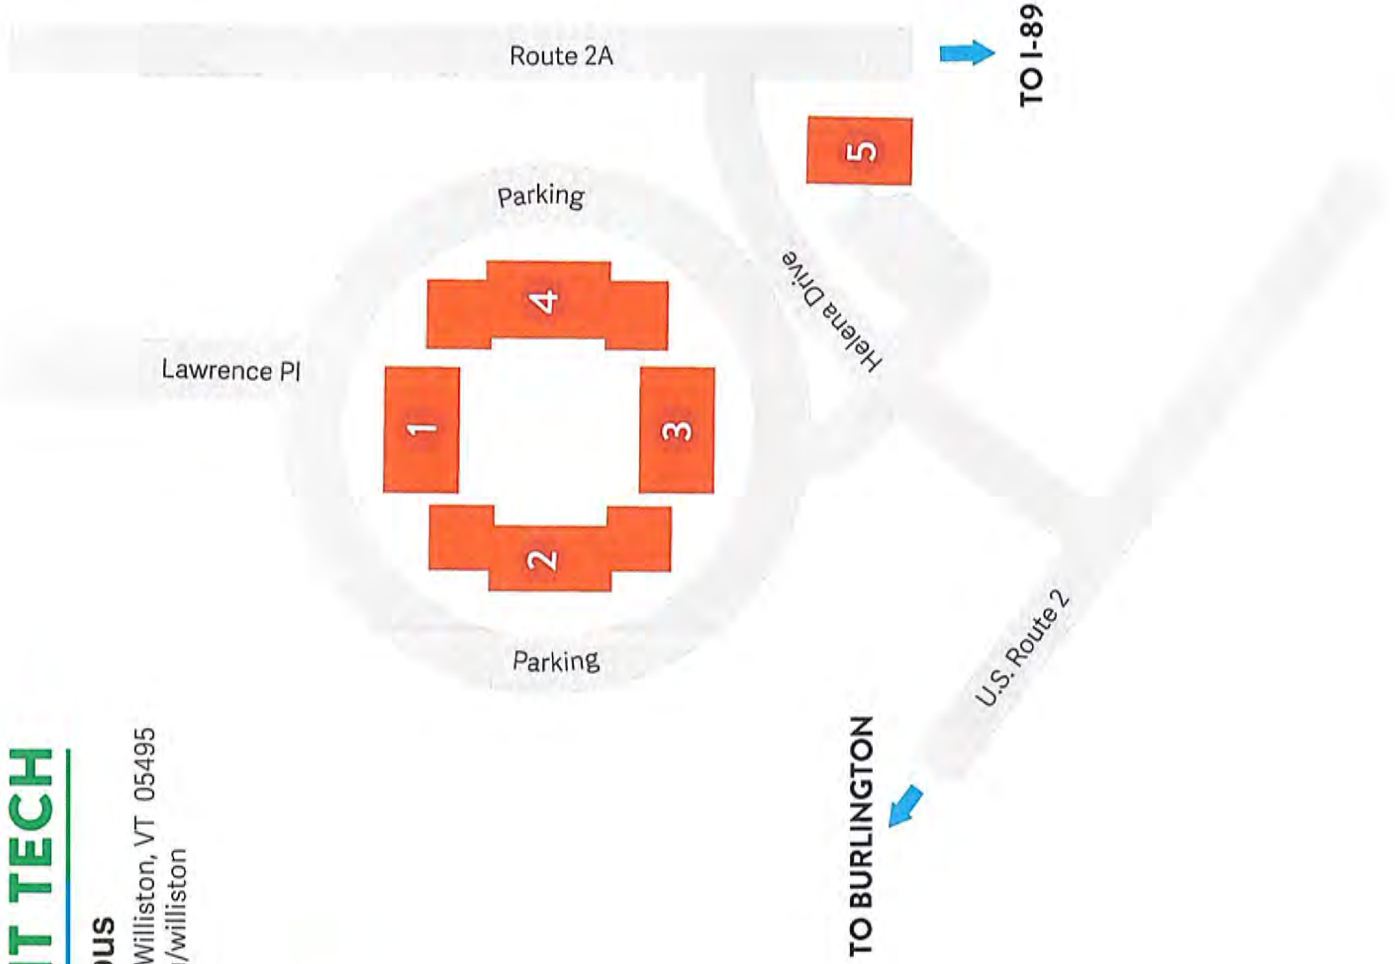 Route 2A
TO I-89
5
Parking
Helena Drive
4
Lawrence Pl
1
3
2
Parking
U.S. Route 2
TO BURLINGTON
TECH
Williston, VT 05495
/williston